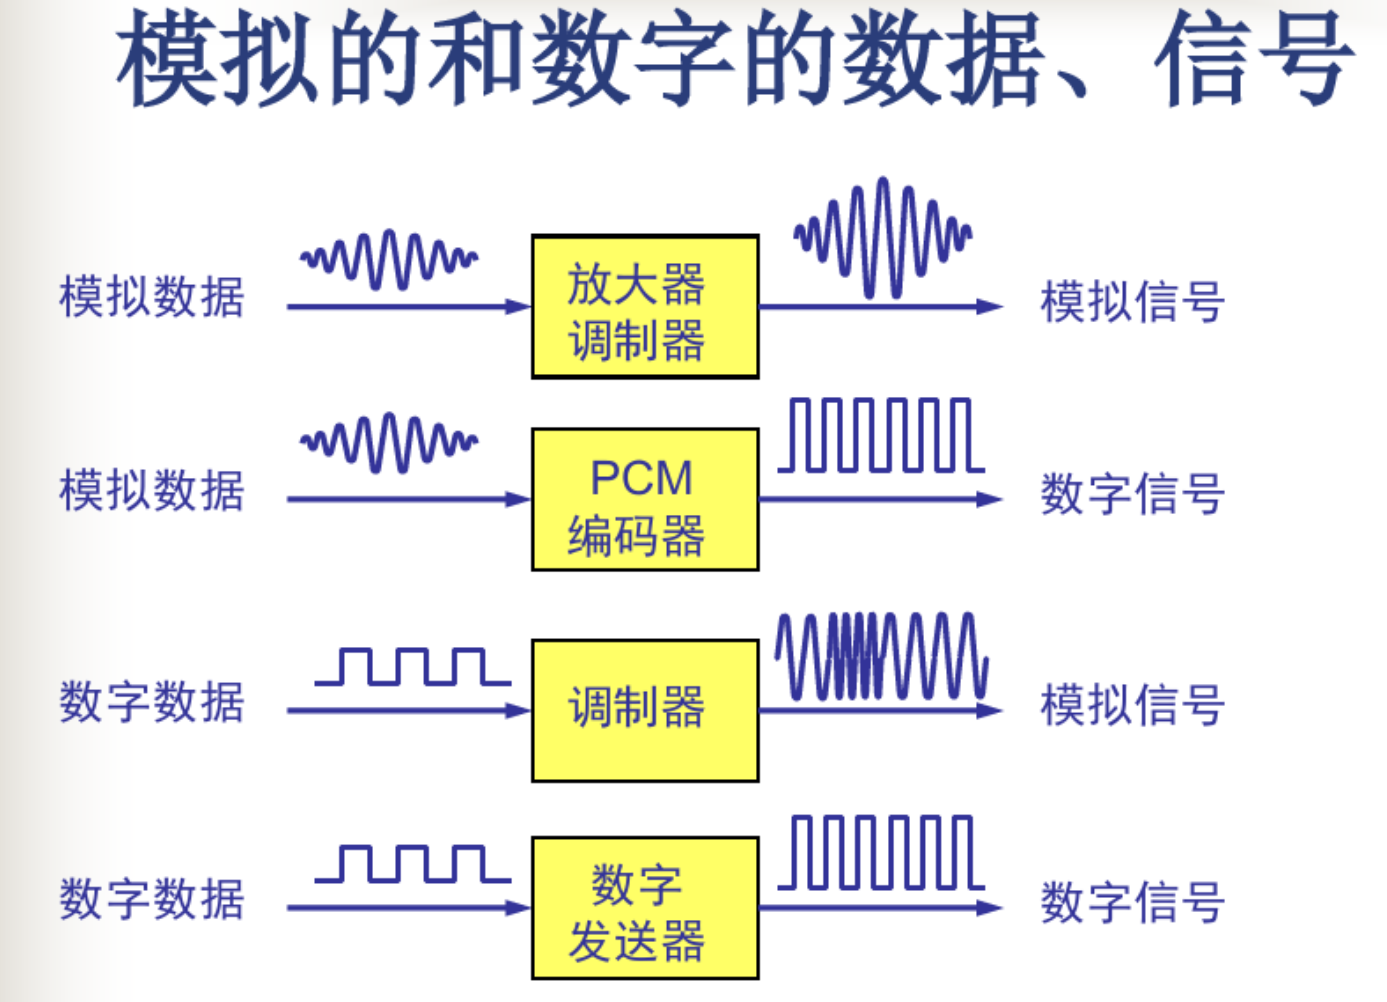 模拟的和数字的数据、信号
模拟数据
放大器
调制器
模拟信号
模拟数据
PCM
编码器
数字信号
数字数据
调制器
模拟信号
数字数据
数字
发送器
数字信号